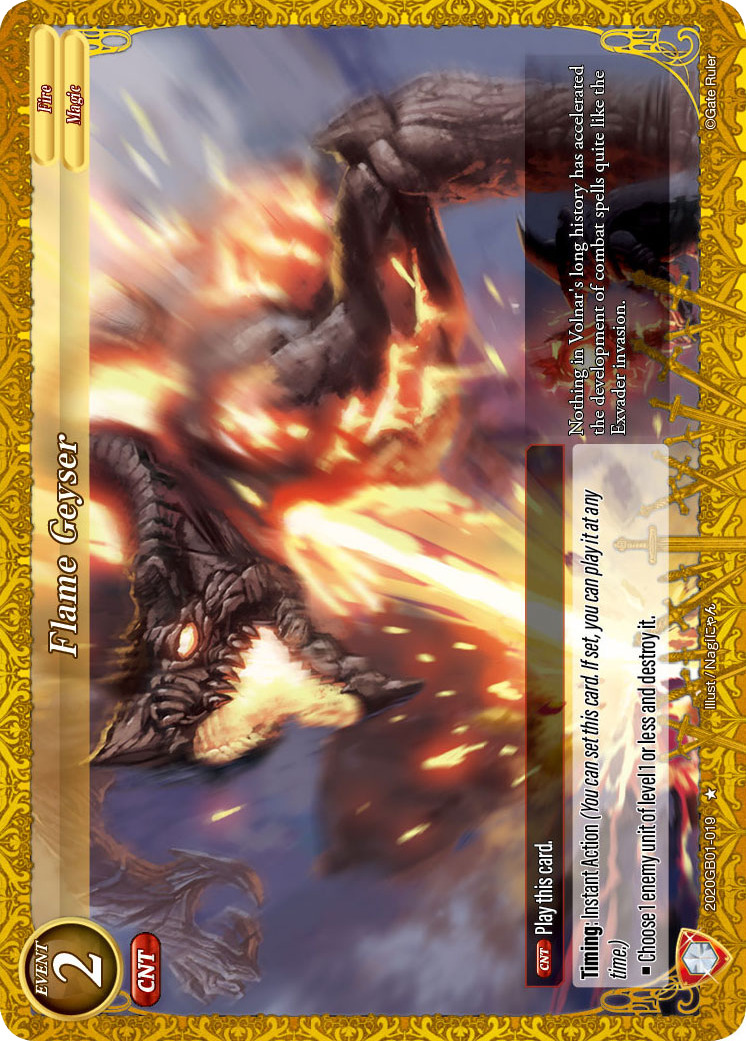 EVENT
2
Flame Geyser
Fire
Magic
CNT
CNT Play this card.
Timing: Instant Action (You can set this card. If set, you can play it at any
time.)
■ Choose 1 enemy unit of level 1 or less and destroy it.
Nothing in Volnar's long history has accelerated
the development of combat spells quite like the
Exvader invasion.
2020GB01-019 ★ Illust / Nagiにゃん ©Gate Ruler